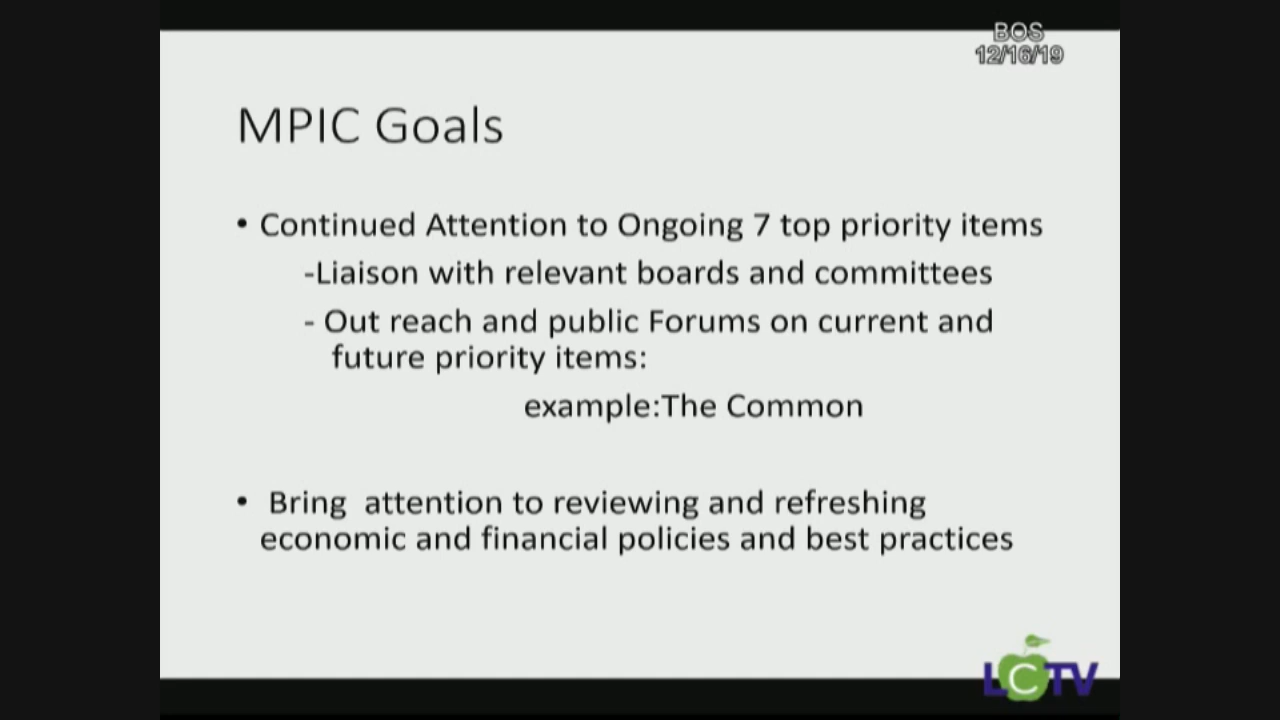 BOS
12/16/19
MPIC Goals
• Continued Attention to Ongoing 7 top priority items
-Liaison with relevant boards and committees
- Out reach and public Forums on current and
future priority items:
example:The Common
• Bring  attention to reviewing and refreshing
economic and financial policies and best practices
LCTV